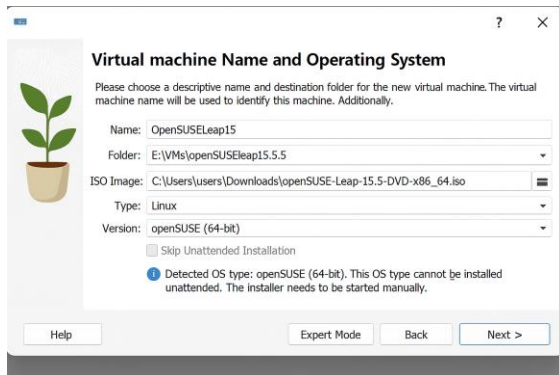 ?
Virtual machine Name and Operating System
Please choose a descriptive name and destination folder for the new virtual machine. The virtual
machine name will be used to identify this machine. Additionally.
Name: OpenSUSELeap15
Folder: E:\VMs\openSUSEleap15.5.5
ISO Image: C:\Users\users\Downloads\openSUSE-Leap-15.5-DVD-x86_64.iso
Type: Linux
Version: openSUSE (64-bit)
Skip Unattended Installation
Detected OS type: openSUSE (64-bit). This OS type cannot be installed
unattended. The installer needs to be started manually.
Help Expert Mode Back Next >